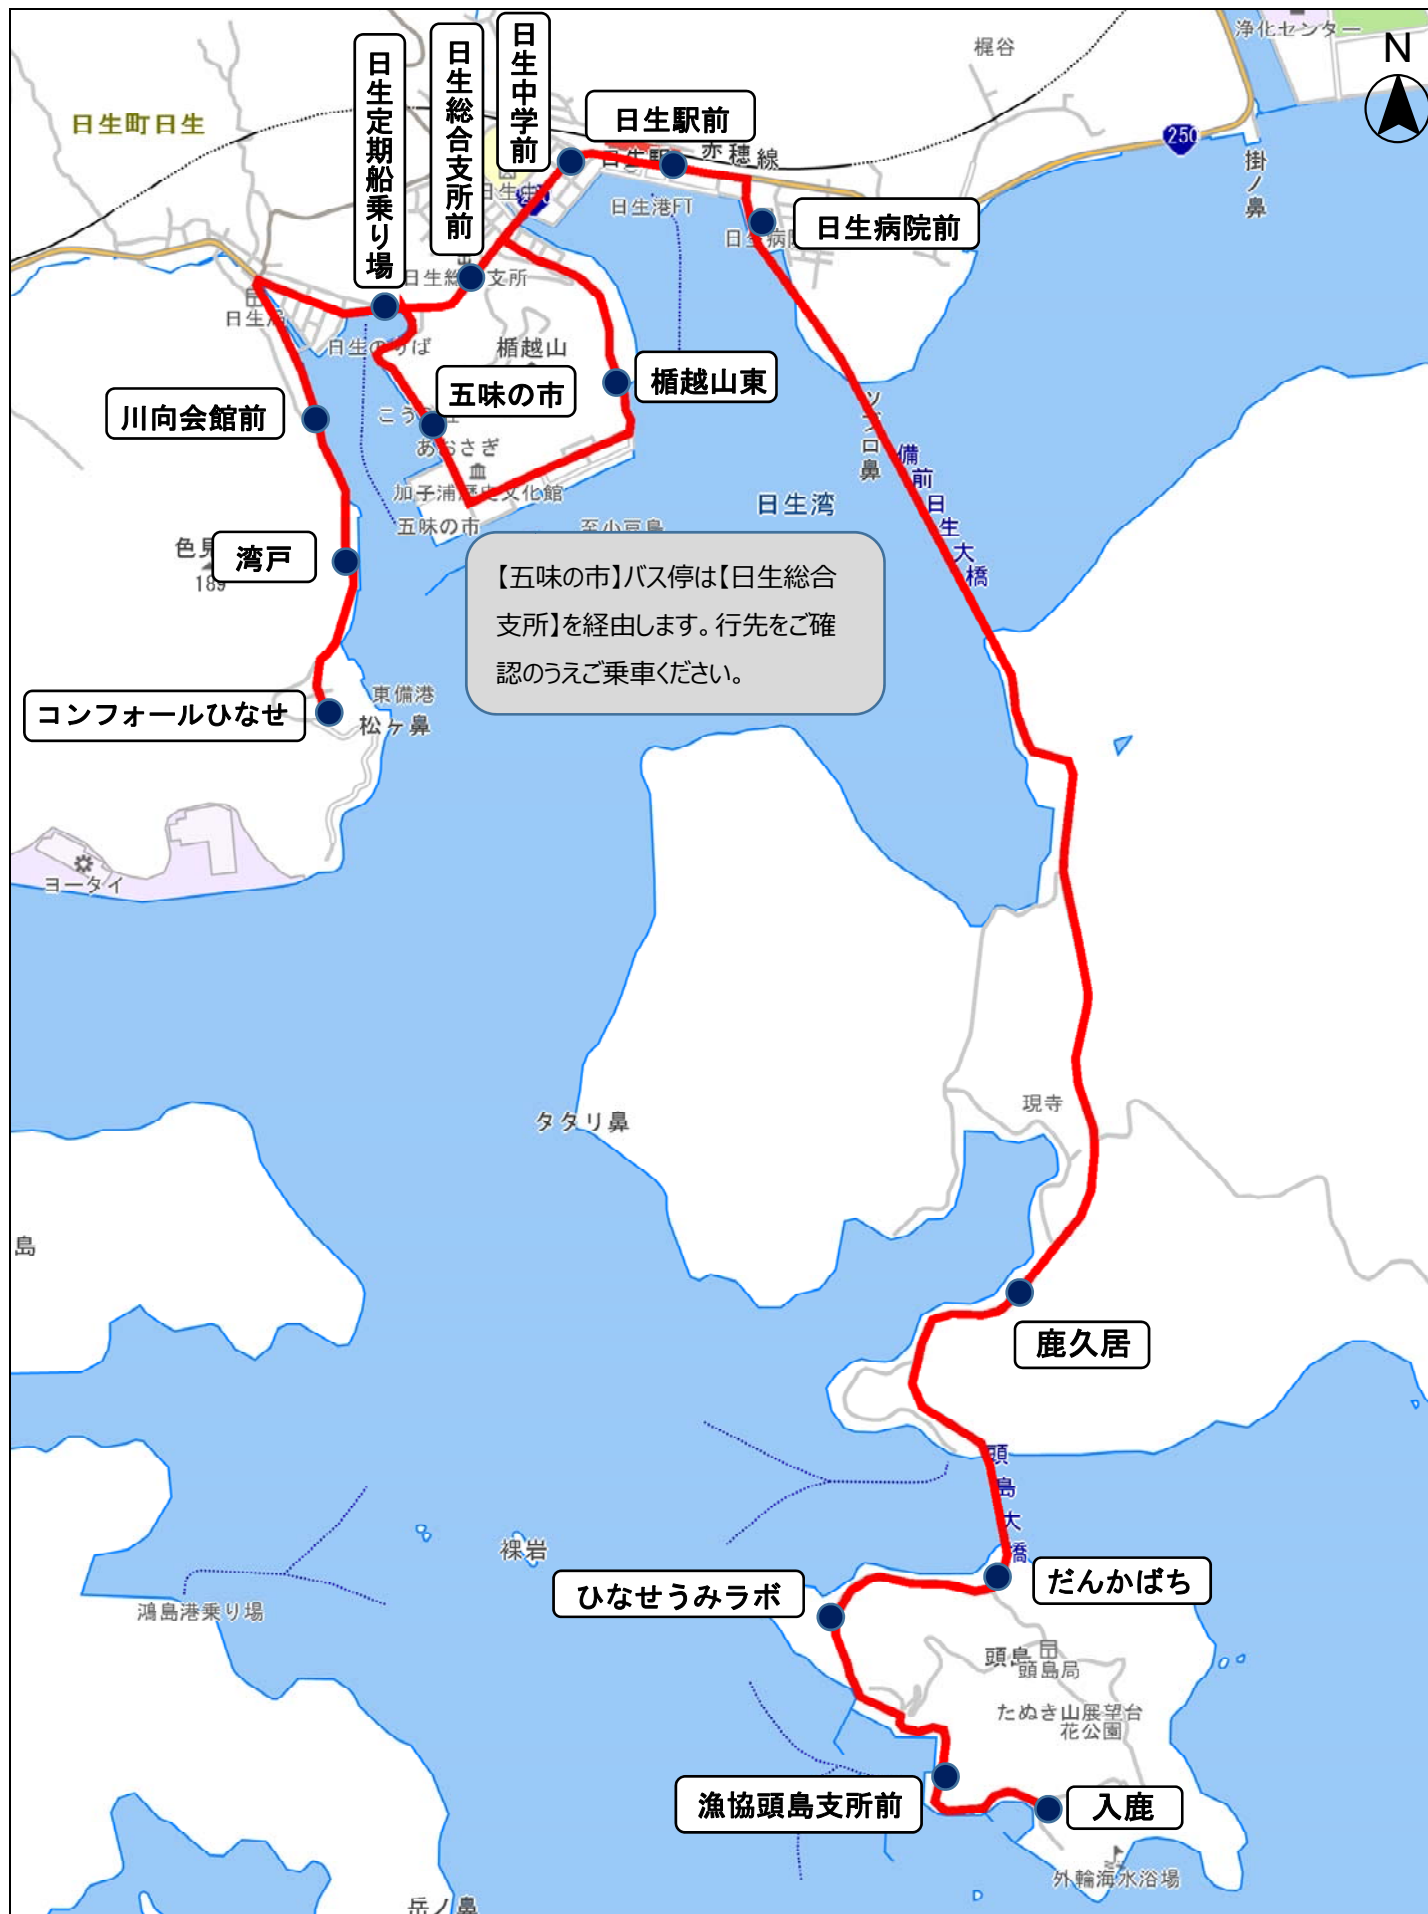 浄化センター
N
梶谷
250
掛ノ鼻
日生町日生
日生定期船乗り場
日生総合支所前
日生中学前
日生駅前
赤穂線
日生港FT
日生病院前
支所
日生のりば
楯越山
楯越山東
五味の市
川向会館前
あおさぎ
加子浦歴史文化館
五味の市
日生湾
備前日生大橋
湾戸
189
【五味の市】バス停は【日生総合
支所】を経由します。行先をご確
認のうえご乗車ください。
コンフォールひなせ
東備港
松ヶ鼻
ヨータイ
タタリ鼻
現寺
島
鹿久居
頭島大橋
裸岩
鴻島港乗り場
ひなせうみラボ
だんかばち
頭島
頭島局
たぬき山展望台
花公園
漁協頭島支所前
入鹿
外輪海水浴場
岳ノ鼻